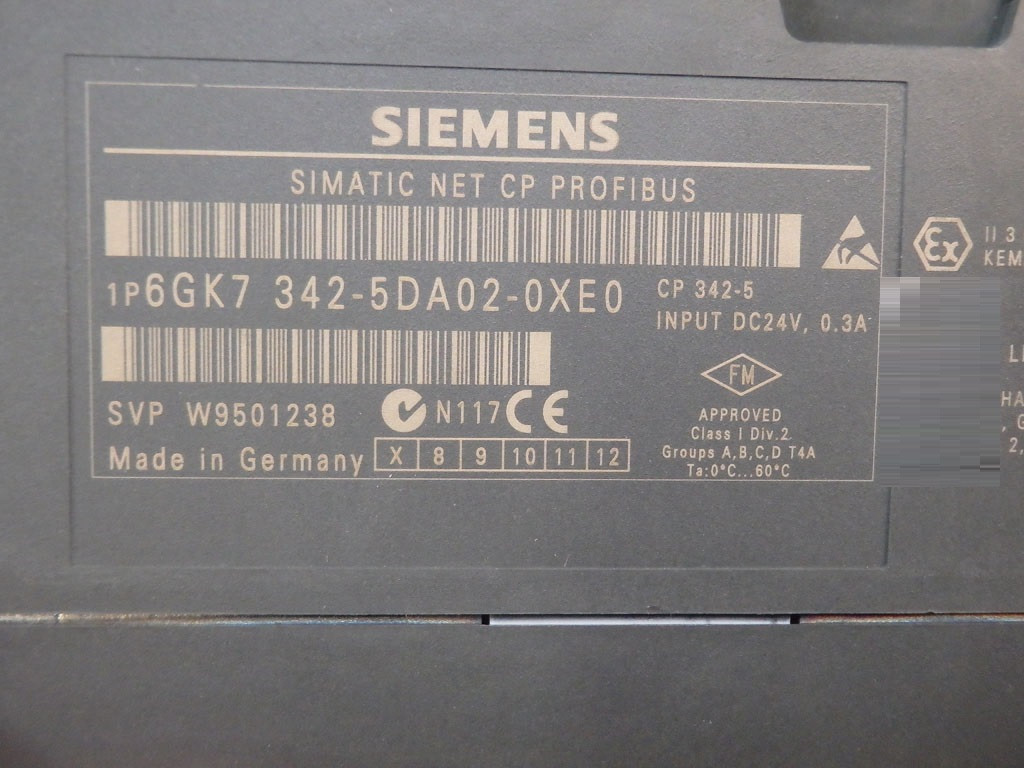 SIEMENS
SIMATIC NET CP PROFIBUS
1P6GK7 342-5DA02-0XE0
CP 342-5
INPUT DC24V, 0.3A
SVP W9501238
N117 CE
FM
APPROVED
Class I Div.2
Groups A,B,C,D T4A
Ta:0°C...60°C
Made in Germany
X 8 9 10 11 12
Ex
II 3
KEM